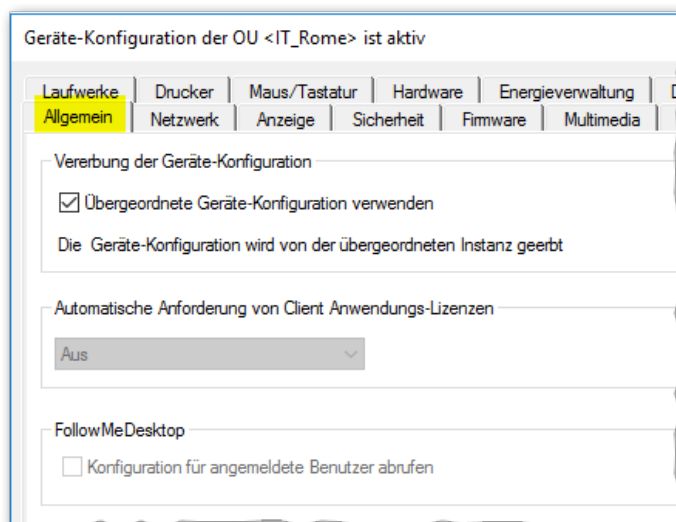 Geräte-Konfiguration der OU <IT_Rome> ist aktiv
Laufwerke Drucker Maus/Tastatur Hardware Energieverwaltung
Allgemein Netzwerk Anzeige Sicherheit Firmware Multimedia
Vererbung der Geräte-Konfiguration
Übergeordnete Geräte-Konfiguration verwenden
Die Geräte-Konfiguration wird von der übergeordneten Instanz geerbt
Automatische Anforderung von Client Anwendungs-Lizenzen
Aus
FollowMeDesktop
Konfiguration für angemeldete Benutzer abrufen